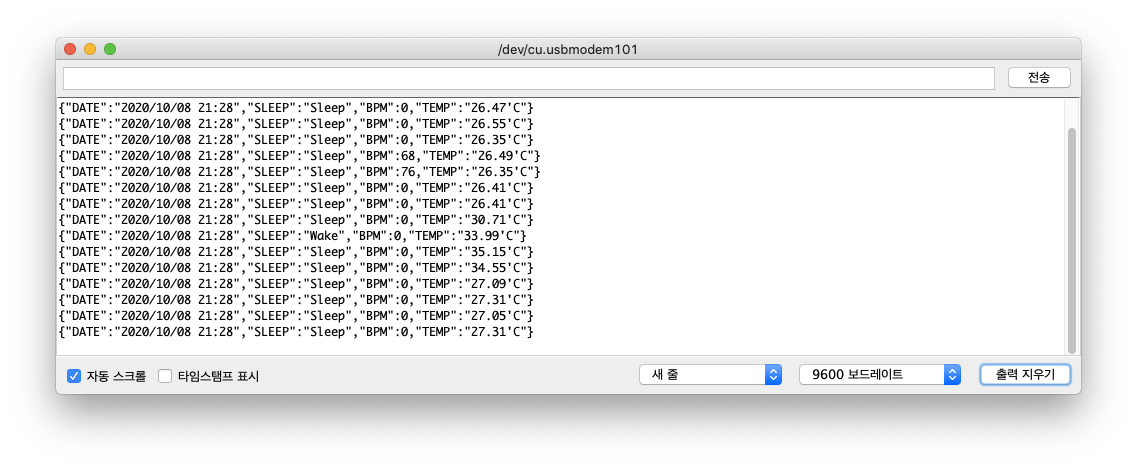 /dev/cu.usbmodem101
전송
{"DATE":"2020/10/08 21:28","SLEEP":"Sleep","BPM":0,"TEMP":"26.47'C"}
{"DATE":"2020/10/08 21:28","SLEEP":"Sleep","BPM":0,"TEMP":"26.55'C"}
{"DATE":"2020/10/08 21:28","SLEEP":"Sleep","BPM":0,"TEMP":"26.35'C"}
{"DATE":"2020/10/08 21:28","SLEEP":"Sleep","BPM":68,"TEMP":"26.49'C"}
{"DATE":"2020/10/08 21:28","SLEEP":"Sleep","BPM":76,"TEMP":"26.35'C"}
{"DATE":"2020/10/08 21:28","SLEEP":"Sleep","BPM":0,"TEMP":"26.41'C"}
{"DATE":"2020/10/08 21:28","SLEEP":"Sleep","BPM":0,"TEMP":"26.41'C"}
{"DATE":"2020/10/08 21:28","SLEEP":"Sleep","BPM":0,"TEMP":"30.71'C"}
{"DATE":"2020/10/08 21:28","SLEEP":"Wake","BPM":0,"TEMP":"33.99'C"}
{"DATE":"2020/10/08 21:28","SLEEP":"Sleep","BPM":0,"TEMP":"35.15'C"}
{"DATE":"2020/10/08 21:28","SLEEP":"Sleep","BPM":0,"TEMP":"34.55'C"}
{"DATE":"2020/10/08 21:28","SLEEP":"Sleep","BPM":0,"TEMP":"27.09'C"}
{"DATE":"2020/10/08 21:28","SLEEP":"Sleep","BPM":0,"TEMP":"27.31'C"}
{"DATE":"2020/10/08 21:28","SLEEP":"Sleep","BPM":0,"TEMP":"27.05'C"}
{"DATE":"2020/10/08 21:28","SLEEP":"Sleep","BPM":0,"TEMP":"27.31'C"}
자동 스크롤 타임스탬프 표시 새 줄 9600 보드레이트 출력 지우기